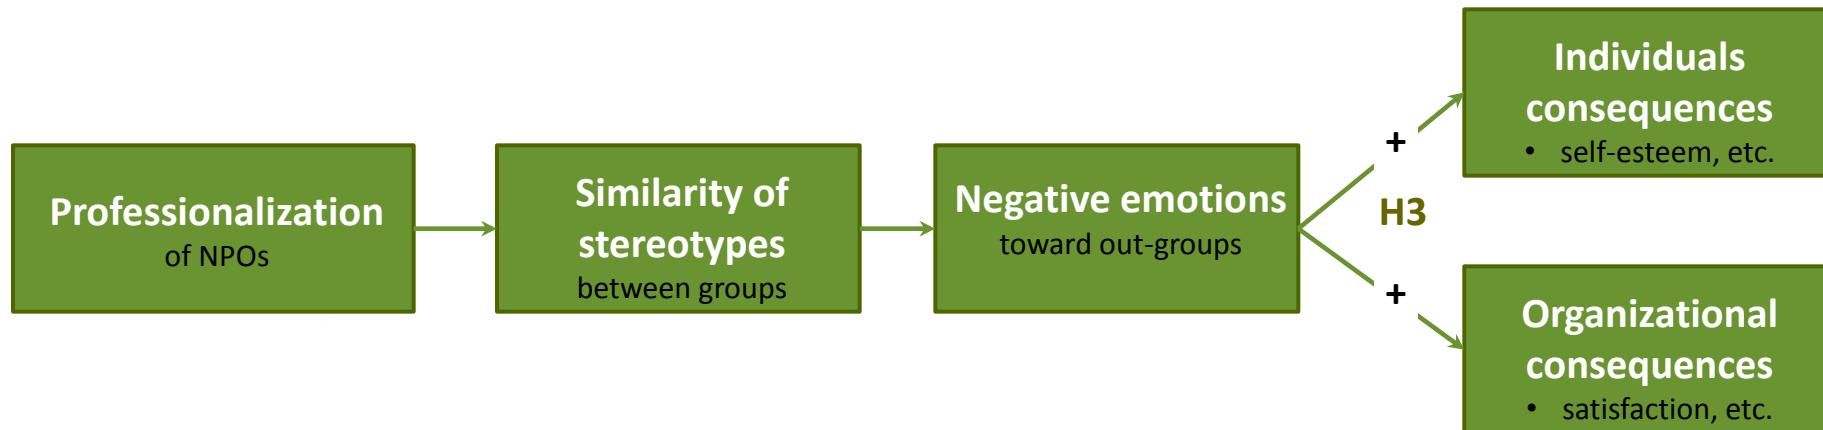 Professionalization
of NPOs
Similarity of
stereotypes
between groups
Negative emotions
toward out-groups
+
H3
+
Individuals
consequences
• self-esteem, etc.
Organizational
consequences
• satisfaction, etc.